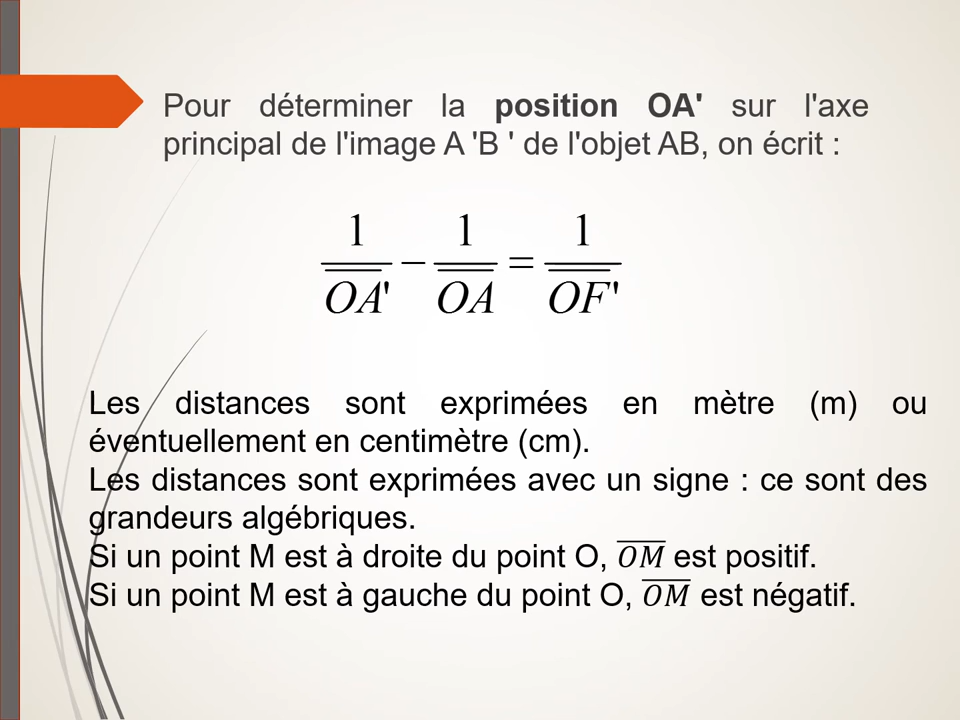 Pour déterminer la position OA' sur l'axe
principal de l'image A 'B ' de l'objet AB, on écrit :
1/OA' − 1/OA = 1/OF'
Les distances sont exprimées en mètre (m) ou
éventuellement en centimètre (cm).
Les distances sont exprimées avec un signe : ce sont des
grandeurs algébriques.
Si un point M est à droite du point O, OM est positif.
Si un point M est à gauche du point O, OM est négatif.